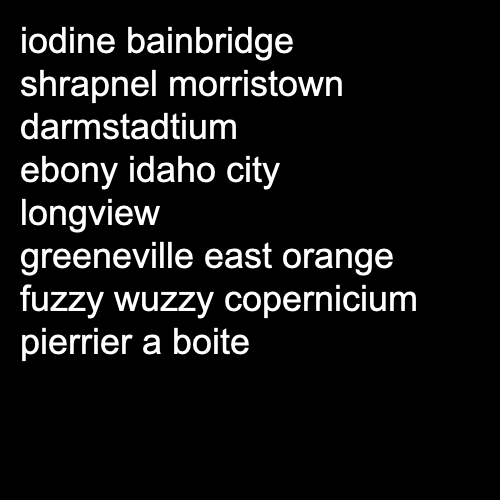 iodine bainbridge
shrapnel morristown
darmstadtium
ebony idaho city
longview
greeneville east orange
fuzzy wuzzy copernicium
pierrier a boite